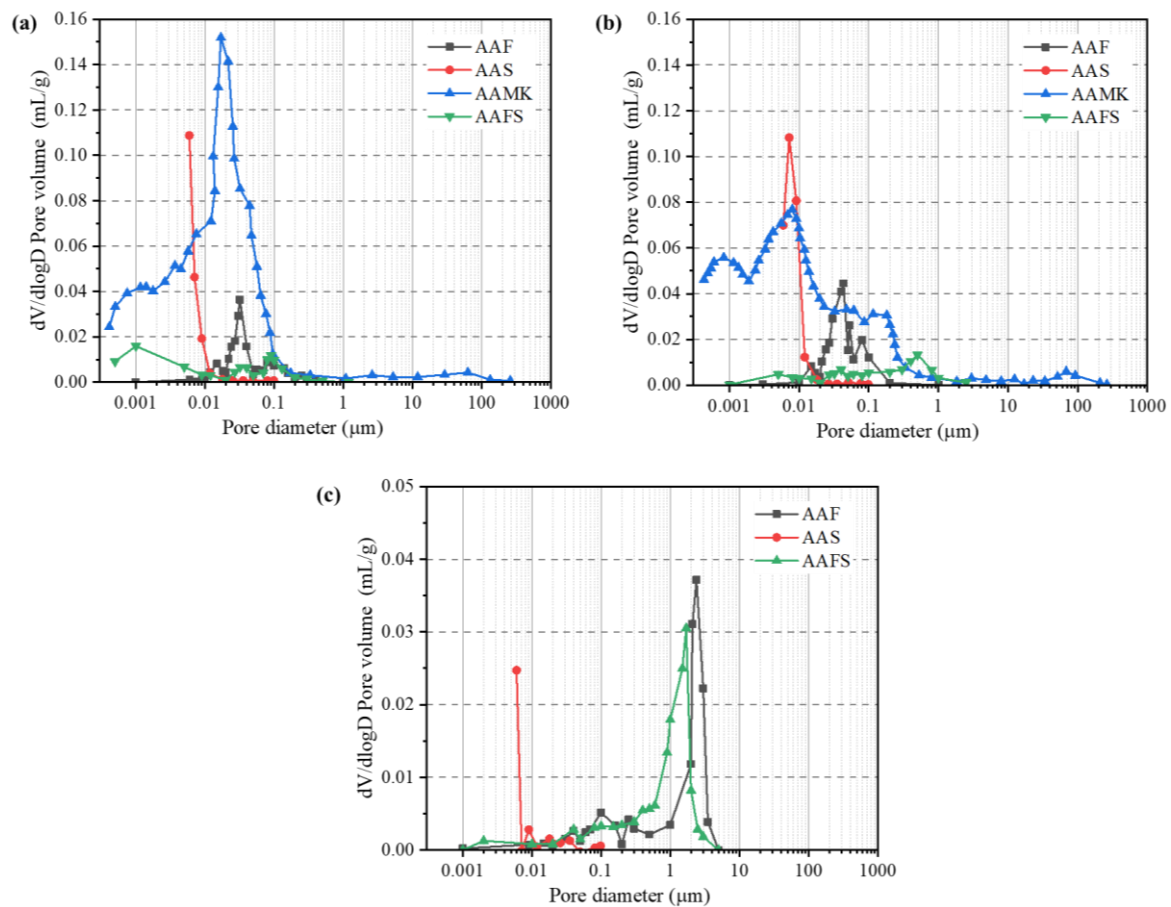 (a)
0.16
0.14
0.12
0.10
0.08
0.06
0.04
0.02
0.00
dV/dlogD Pore volume (mL/g)
AAF
AAS
AAMK
AAFS
0.001 0.01 0.1 1 10 100 1000
Pore diameter (μm)
(b)
0.16
0.14
0.12
0.10
0.08
0.06
0.04
0.02
0.00
dV/dlogD Pore volume (mL/g)
AAF
AAS
AAMK
AAFS
0.001 0.01 0.1 1 10 100 1000
Pore diameter (μm)
(c)
0.05
0.04
0.03
0.02
0.01
0.00
dV/dlogD Pore volume (mL/g)
AAF
AAS
AAFS
0.001 0.01 0.1 1 10 100 1000
Pore diameter (μm)